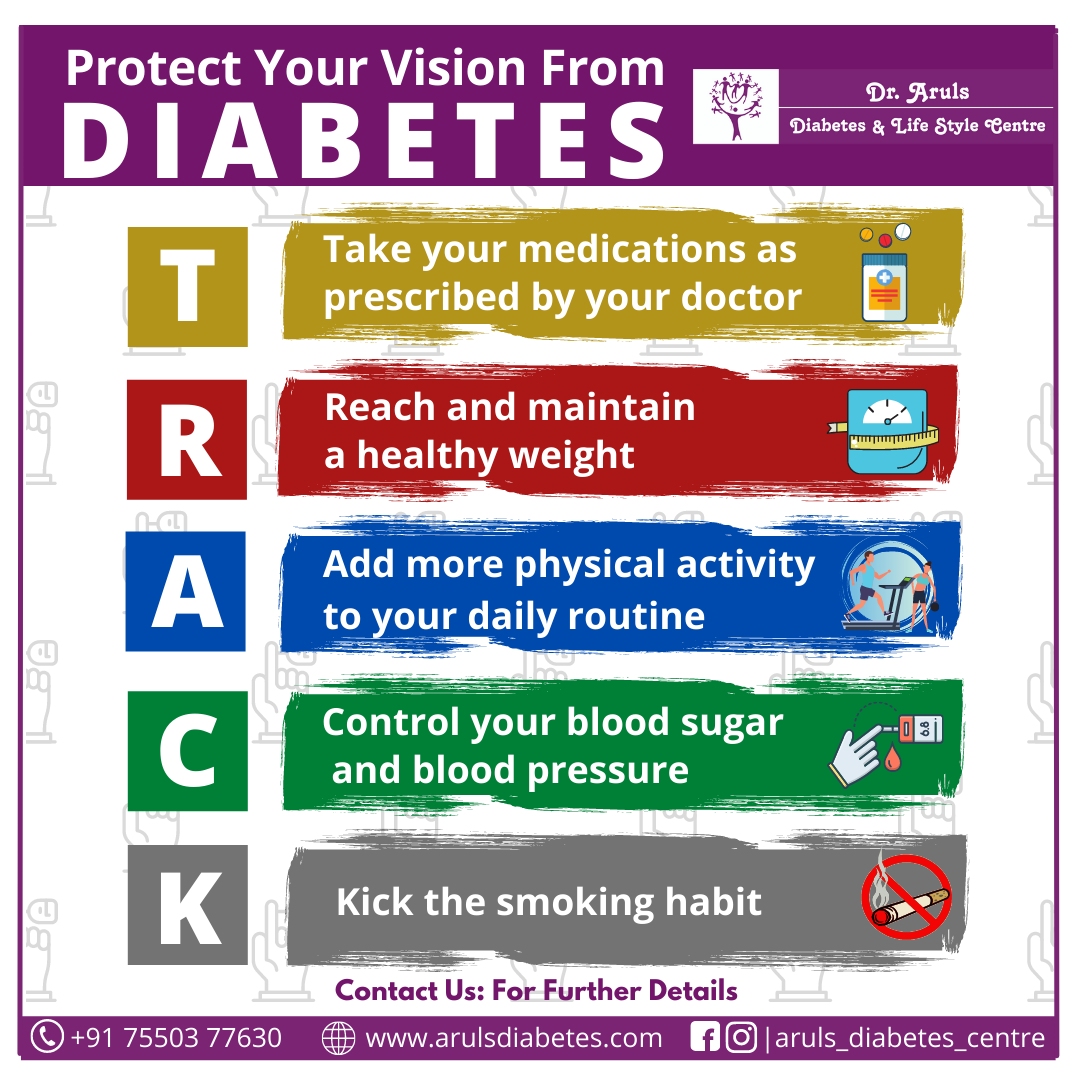 Protect Your Vision From
DIABETES
Dr. Aruls
Diabetes & Life Style Centre
T
Take your medications as
prescribed by your doctor
R
Reach and maintain
a healthy weight
A
Add more physical activity
to your daily routine
C
Control your blood sugar
and blood pressure
K
Kick the smoking habit
Contact Us: For Further Details
+91 75503 77630
www.arulsdiabetes.com
|aruls_diabetes_centre